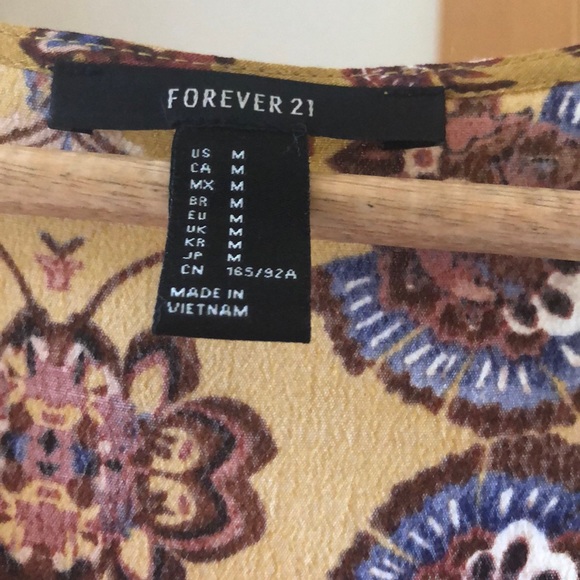 FOREVER 21
US M
CA M
MX M
BR M
EU M
UK M
KR M
JP M
CN 165/92A
MADE IN
VIETNAM